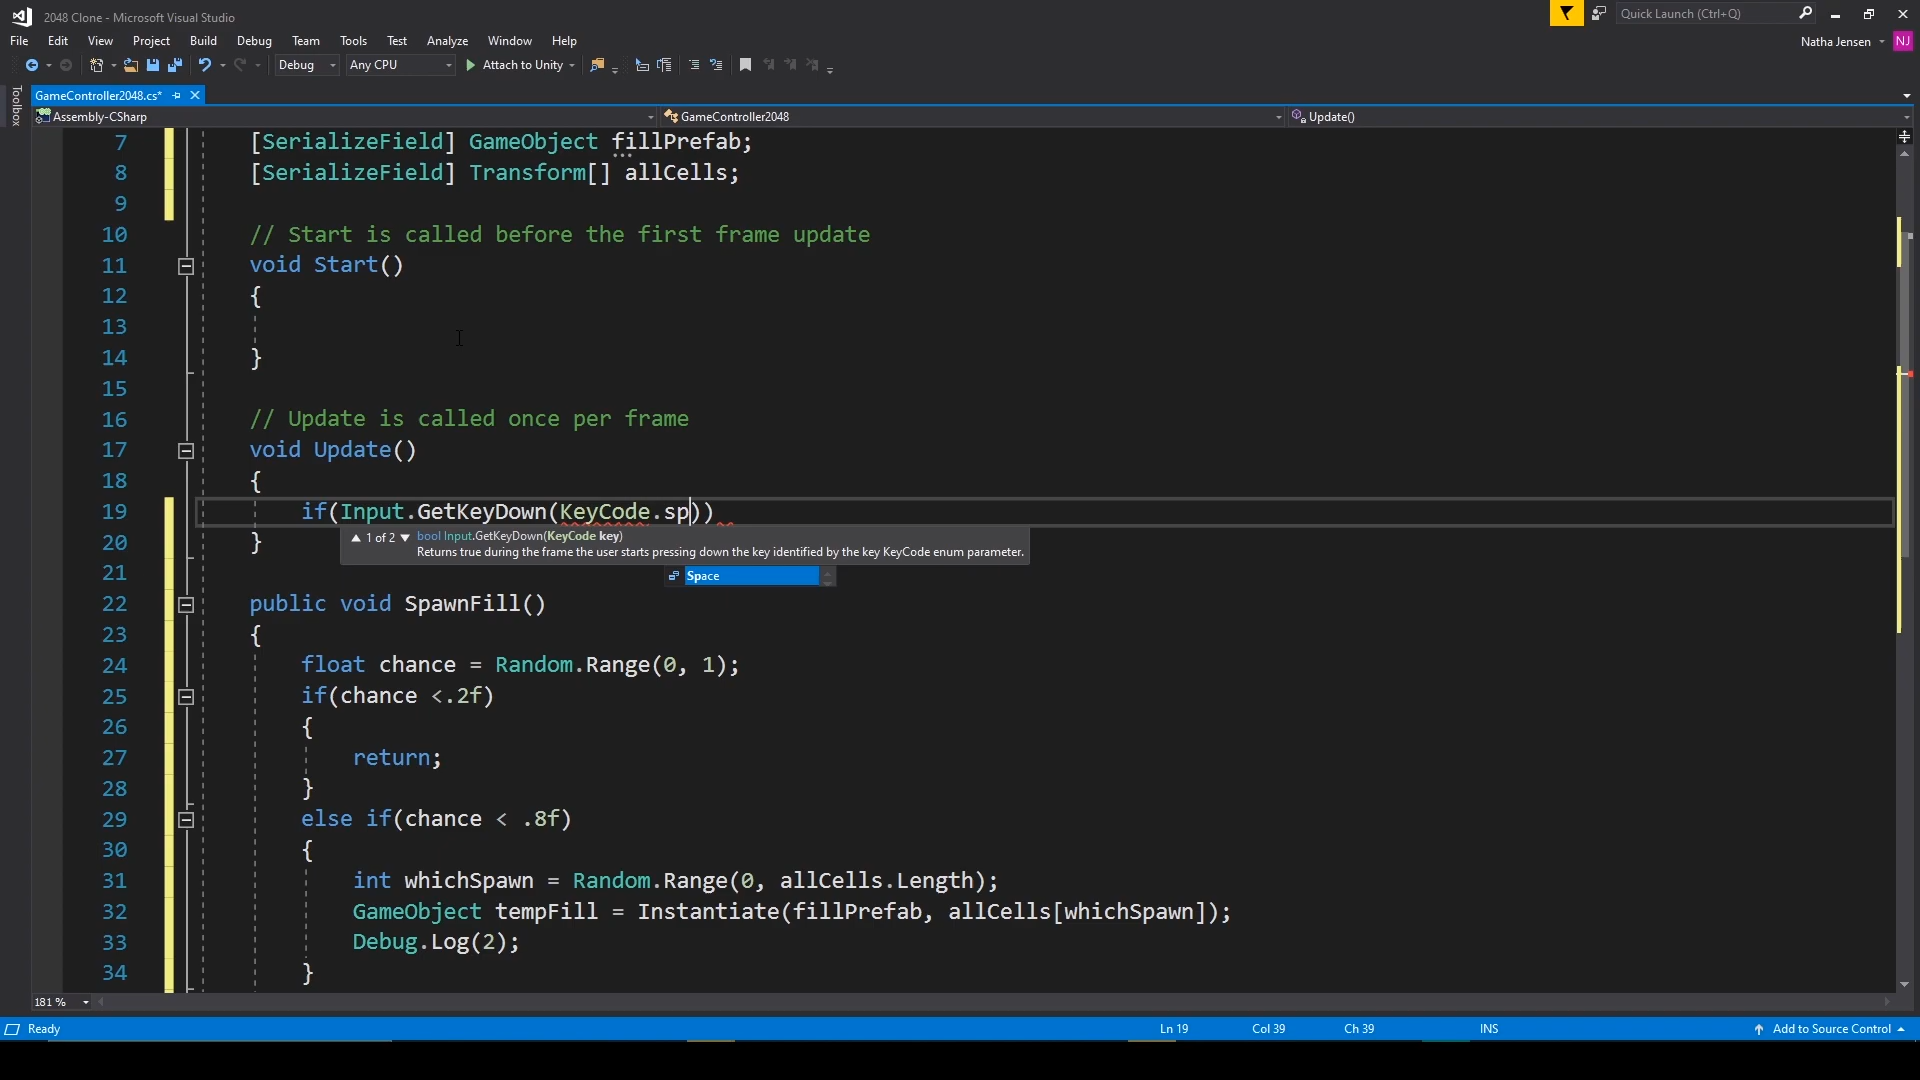 2048 Clone - Microsoft Visual Studio
Quick Launch (Ctrl+Q)
File Edit View Project Build Debug Team Tools Test Analyze Window Help
Natha Jensen NJ
Debug Any CPU Attach to Unity
Toolbox
GameController2048.cs*
Assembly-CSharp GameController2048 Update()
7 [SerializeField] GameObject fillPrefab;
8 [SerializeField] Transform[] allCells;
9
10 // Start is called before the first frame update
11 void Start()
12 {
13
14 }
15
16 // Update is called once per frame
17 void Update()
18 {
19 if(Input.GetKeyDown(KeyCode.sp))
20 }
1 of 2 bool Input.GetKeyDown(KeyCode key)
Returns true during the frame the user starts pressing down the key identified by the key KeyCode enum parameter.
Space
21
22 public void SpawnFill()
23 {
24 float chance = Random.Range(0, 1);
25 if(chance <.2f)
26 {
27 return;
28 }
29 else if(chance < .8f)
30 {
31 int whichSpawn = Random.Range(0, allCells.Length);
32 GameObject tempFill = Instantiate(fillPrefab, allCells[whichSpawn]);
33 Debug.Log(2);
34 }
181 %
Ready Ln 19 Col 39 Ch 39 INS Add to Source Control